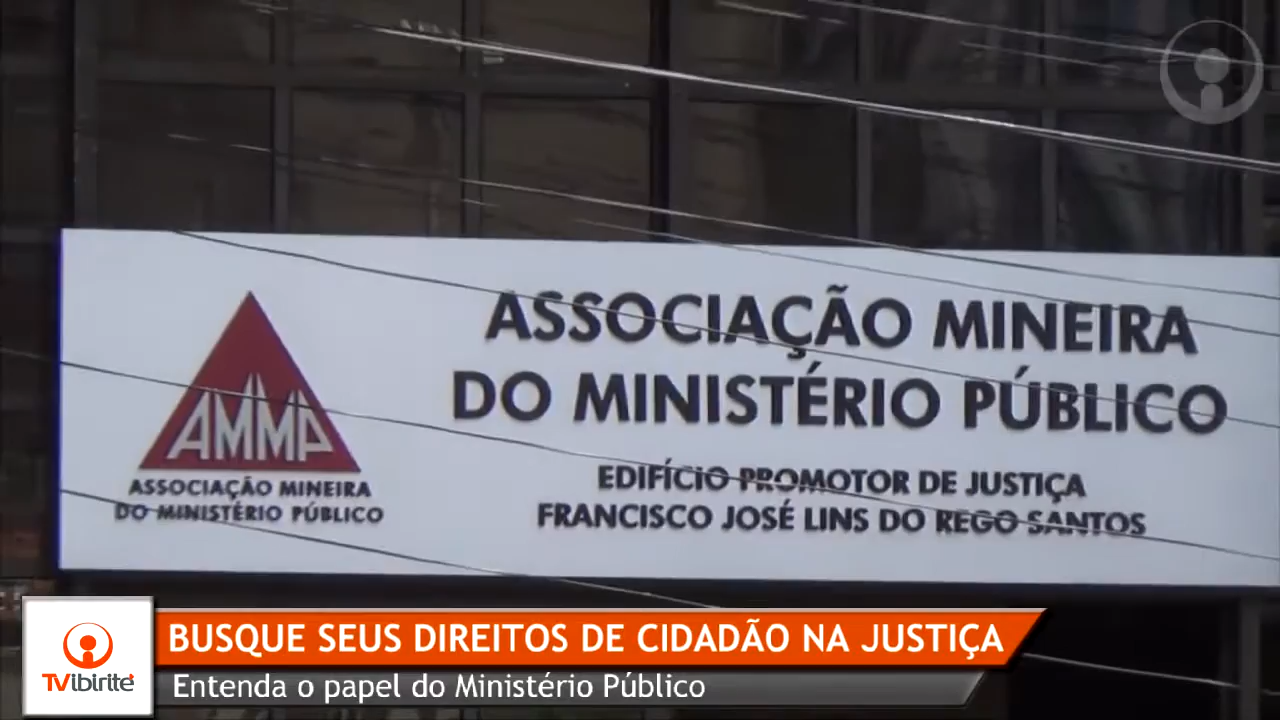 ASSOCIAÇÃO MINEIRA
DO MINISTÉRIO PÚBLICO
EDIFÍCIO PROMOTOR DE JUSTIÇA
FRANCISCO JOSÉ LINS DO REGO SANTOS
AMMP
ASSOCIAÇÃO MINEIRA
DO MINISTÉRIO PÚBLICO
BUSQUE SEUS DIREITOS DE CIDADÃO NA JUSTIÇA
Entenda o papel do Ministério Público
TVibirité